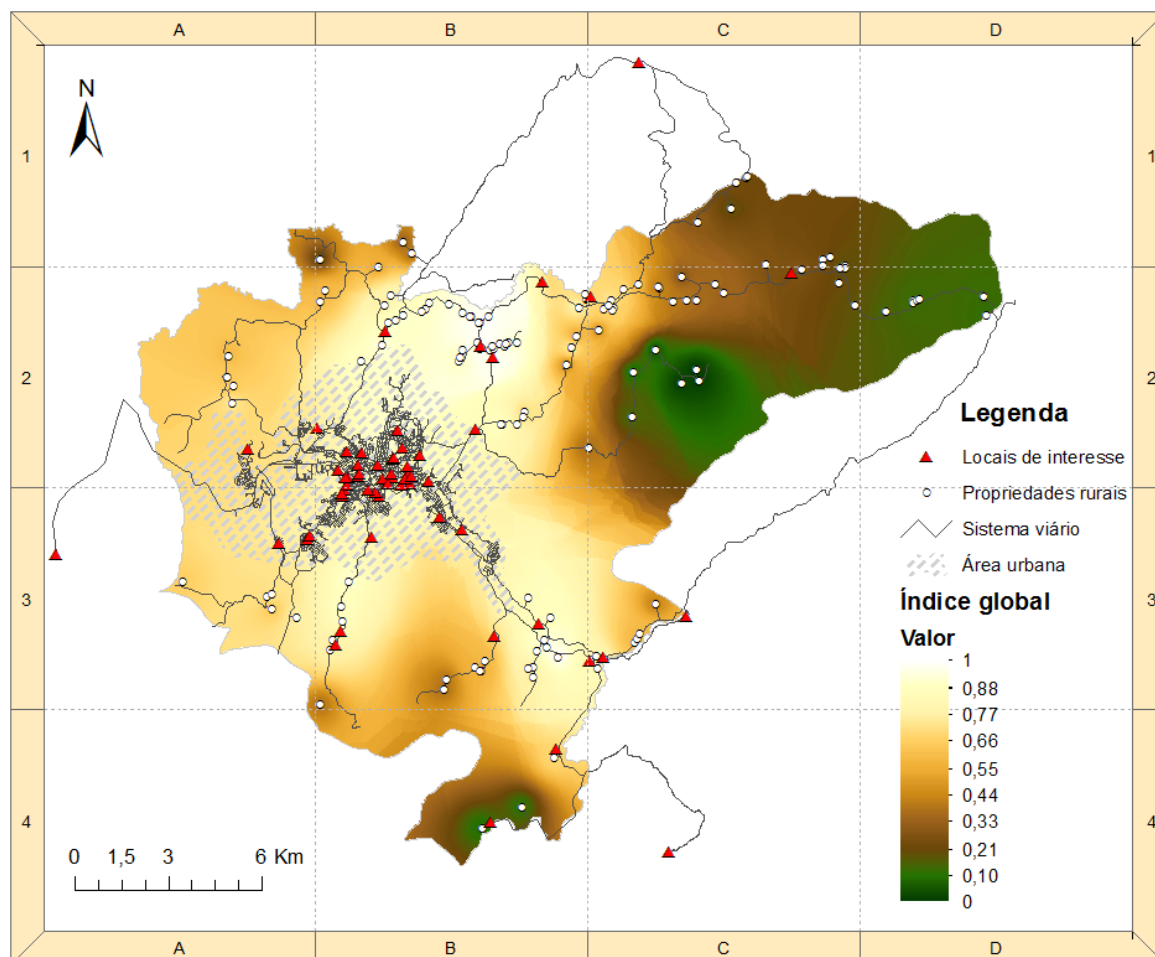 A B C D
N
1 1
2 2
Legenda
Locais de interesse
Propriedades rurais
Sistema viário
Área urbana
3 3
Índice global
Valor
1
0,88
0,77
0,66
0,55
0,44
0,33
0,21
0,10
0
4 4
0 1,5 3 6 Km
A B C D